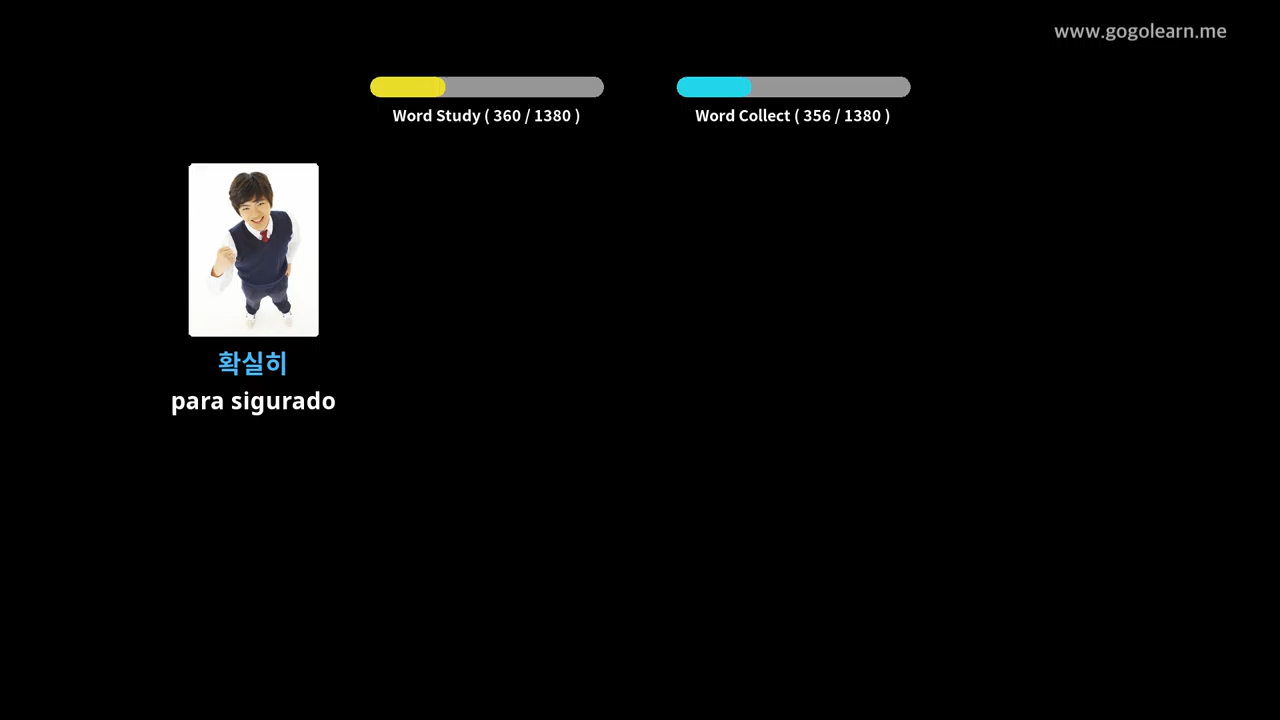 www.gogolearn.me
Word Study ( 360 / 1380 )
Word Collect ( 356 / 1380 )
확실히
para sigurado